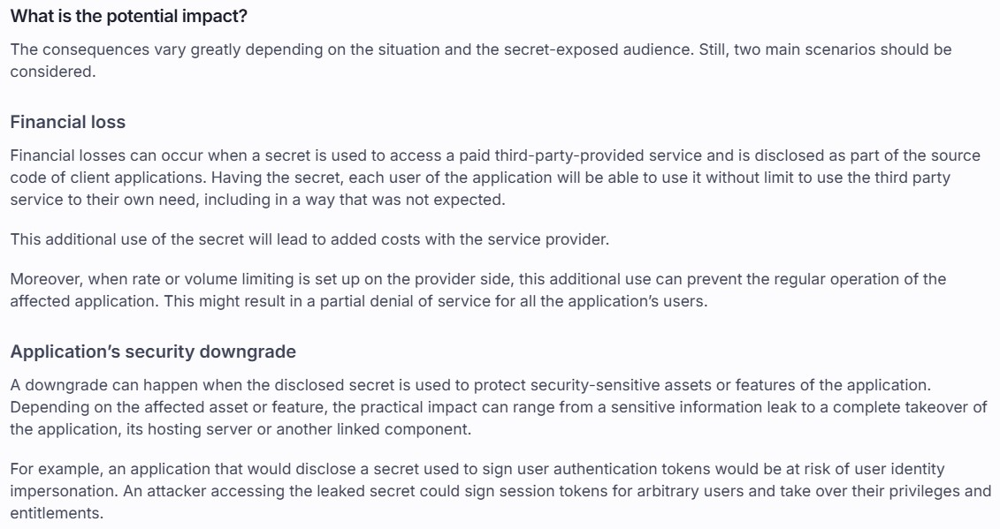 What is the potential impact?
The consequences vary greatly depending on the situation and the secret-exposed audience. Still, two main scenarios should be
considered.
Financial loss
Financial losses can occur when a secret is used to access a paid third-party-provided service and is disclosed as part of the source
code of client applications. Having the secret, each user of the application will be able to use it without limit to use the third party
service to their own need, including in a way that was not expected.
This additional use of the secret will lead to added costs with the service provider.
Moreover, when rate or volume limiting is set up on the provider side, this additional use can prevent the regular operation of the
affected application. This might result in a partial denial of service for all the application’s users.
Application’s security downgrade
A downgrade can happen when the disclosed secret is used to protect security-sensitive assets or features of the application.
Depending on the affected asset or feature, the practical impact can range from a sensitive information leak to a complete takeover of
the application, its hosting server or another linked component.
For example, an application that would disclose a secret used to sign user authentication tokens would be at risk of user identity
impersonation. An attacker accessing the leaked secret could sign session tokens for arbitrary users and take over their privileges and
entitlements.